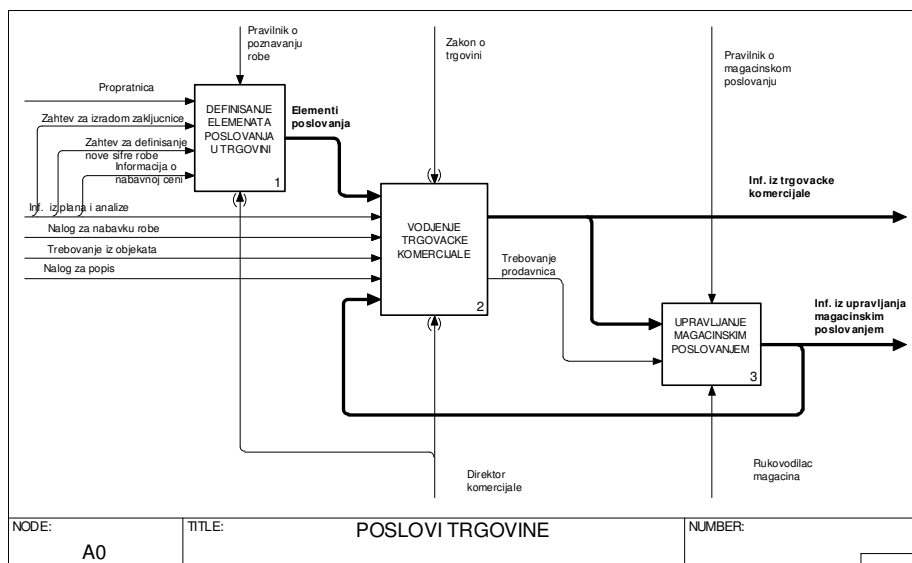 Pravilnik o
poznavanju
robe
Zakon o
trgovini
Pravilnik o
magacinskom
poslovanju
Propratnica
Zahtev za izradom zakljucnice
Zahtev za definisanje
nove sifre robe
Informacija o
nabavnoj ceni
DEFINISANJE
ELEMENATA
POSLOVANJA
U TRGOVINI
1
Elementi
poslovanja
Inf. iz plana i analize
Nalog za nabavku robe
Trebovanje iz objekata
Nalog za popis
VODJENJE
TRGOVACKE
KOMERCIJALE
2
Inf. iz trgovacke
komercijale
Trebovanje
prodavnica
UPRAVLJANJE
MAGACINSKIM
POSLOVANJEM
3
Inf. iz upravljanja
magacinskim
poslovanjem
Direktor
komercijale
Rukovodilac
magacina
NODE:
A0
TITLE:
POSLOVI TRGOVINE
NUMBER: